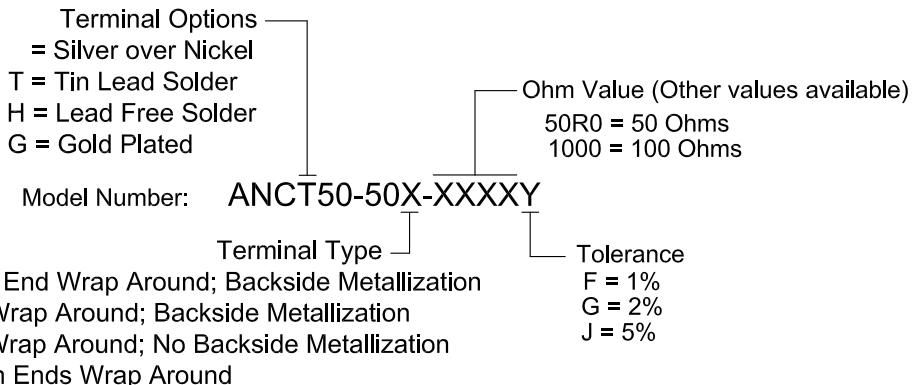 Terminal Options
= Silver over Nickel
T = Tin Lead Solder
H = Lead Free Solder
G = Gold Plated
Ohm Value (Other values available)
50R0 = 50 Ohms
1000 = 100 Ohms
Model Number: ANCT50-50X-XXXXY
Terminal Type
End Wrap Around; Backside Metallization
Wrap Around; Backside Metallization
Wrap Around; No Backside Metallization
Ends Wrap Around
Tolerance
F = 1%
G = 2%
J = 5%